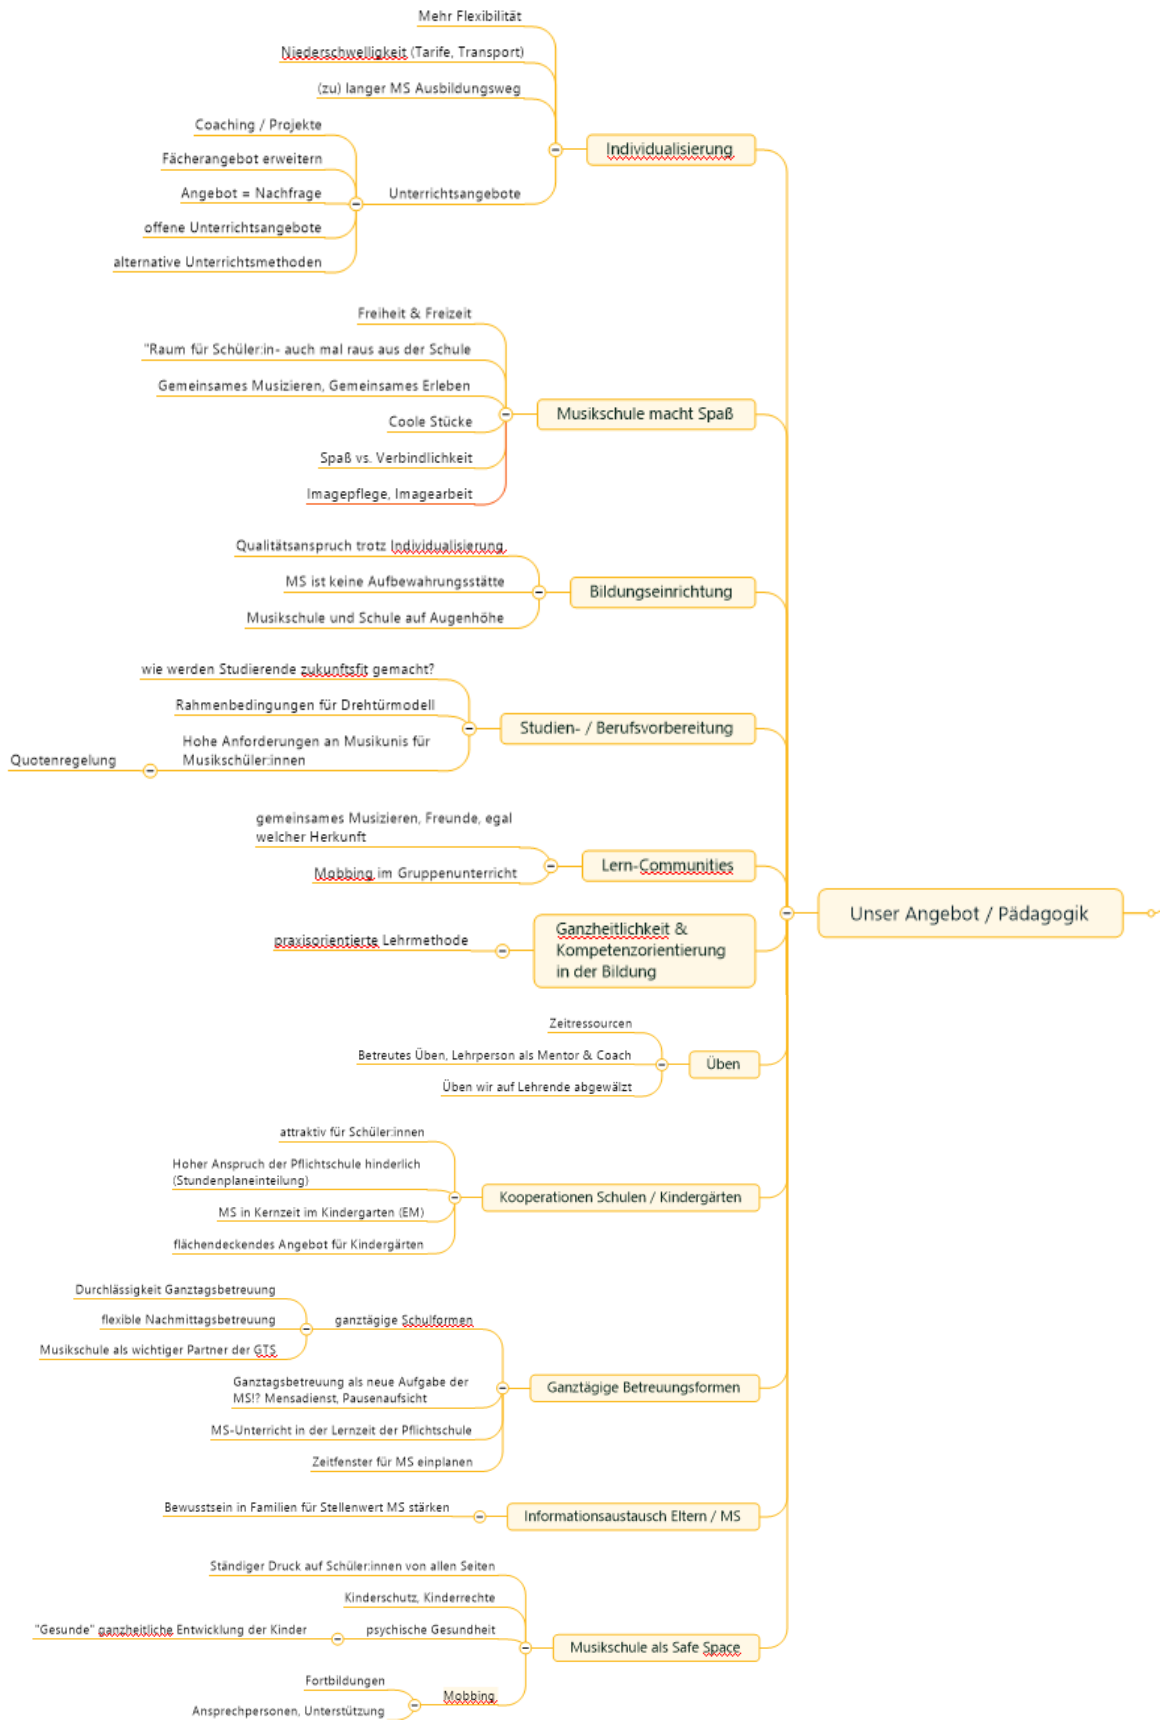 Mehr Flexibilität
Niederschwelligkeit (Tarife, Transport)
(zu) langer MS Ausbildungsweg
Coaching / Projekte
Fächerangebot erweitern
Angebot = Nachfrage
offene Unterrichtsangebote
alternative Unterrichtsmethoden
Unterrichtsangebote
Individualisierung
Freiheit & Freizeit
"Raum für Schüler:in- auch mal raus aus der Schule
Gemeinsames Musizieren, Gemeinsames Erleben
Coole Stücke
Spaß vs. Verbindlichkeit
Imagepflege, Imagearbeit
Musikschule macht Spaß
Qualitätsanspruch trotz Individualisierung
MS ist keine Aufbewahrungsstätte
Musikschule und Schule auf Augenhöhe
Bildungseinrichtung
wie werden Studierende zukunftsfit gemacht?
Rahmenbedingungen für Drehtürmodell
Hohe Anforderungen an Musikunis für
Musikschüler:innen
Quotenregelung
Studien- / Berufsvorbereitung
gemeinsames Musizieren, Freunde, egal
welcher Herkunft
Mobbing im Gruppenunterricht
Lern-Communities
Unser Angebot / Pädagogik
praxisorientierte Lehrmethode
Ganzheitlichkeit &
Kompetenzorientierung
in der Bildung
Zeitressourcen
Betreutes Üben, Lehrperson als Mentor & Coach
Üben wir auf Lehrende abgewälzt
Üben
attraktiv für Schüler:innen
Hoher Anspruch der Pflichtschule hinderlich
(Stundenplaneinteilung)
MS in Kernzeit im Kindergarten (EM)
flächendeckendes Angebot für Kindergärten
Kooperationen Schulen / Kindergärten
Durchlässigkeit Ganztagsbetreuung
flexible Nachmittagsbetreuung
Musikschule als wichtiger Partner der GTS
ganztägige Schulformen
Ganztagsbetreuung als neue Aufgabe der
MS!? Mensadienst, Pausenaufsicht
MS-Unterricht in der Lernzeit der Pflichtschule
Zeitfenster für MS einplanen
Ganztägige Betreuungsformen
Bewusstsein in Familien für Stellenwert MS stärken
Informationsaustausch Eltern / MS
Ständiger Druck auf Schüler:innen von allen Seiten
Kinderschutz, Kinderrechte
"Gesunde" ganzheitliche Entwicklung der Kinder
psychische Gesundheit
Musikschule als Safe Space
Fortbildungen
Ansprechpersonen, Unterstützung
Mobbing